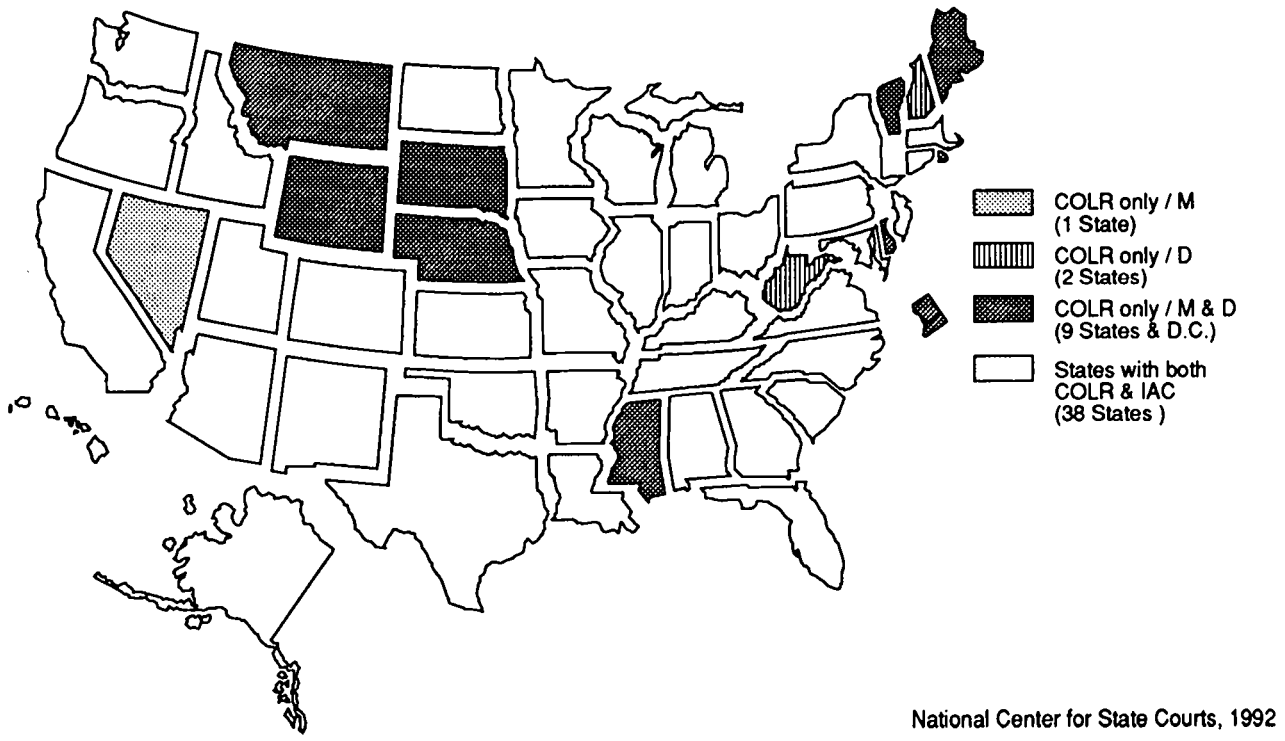 COLR only / M
(1 State)
COLR only / D
(2 States)
COLR only / M & D
(9 States & D.C.)
States with both
COLR & IAC
(38 States )
National Center for State Courts, 1992